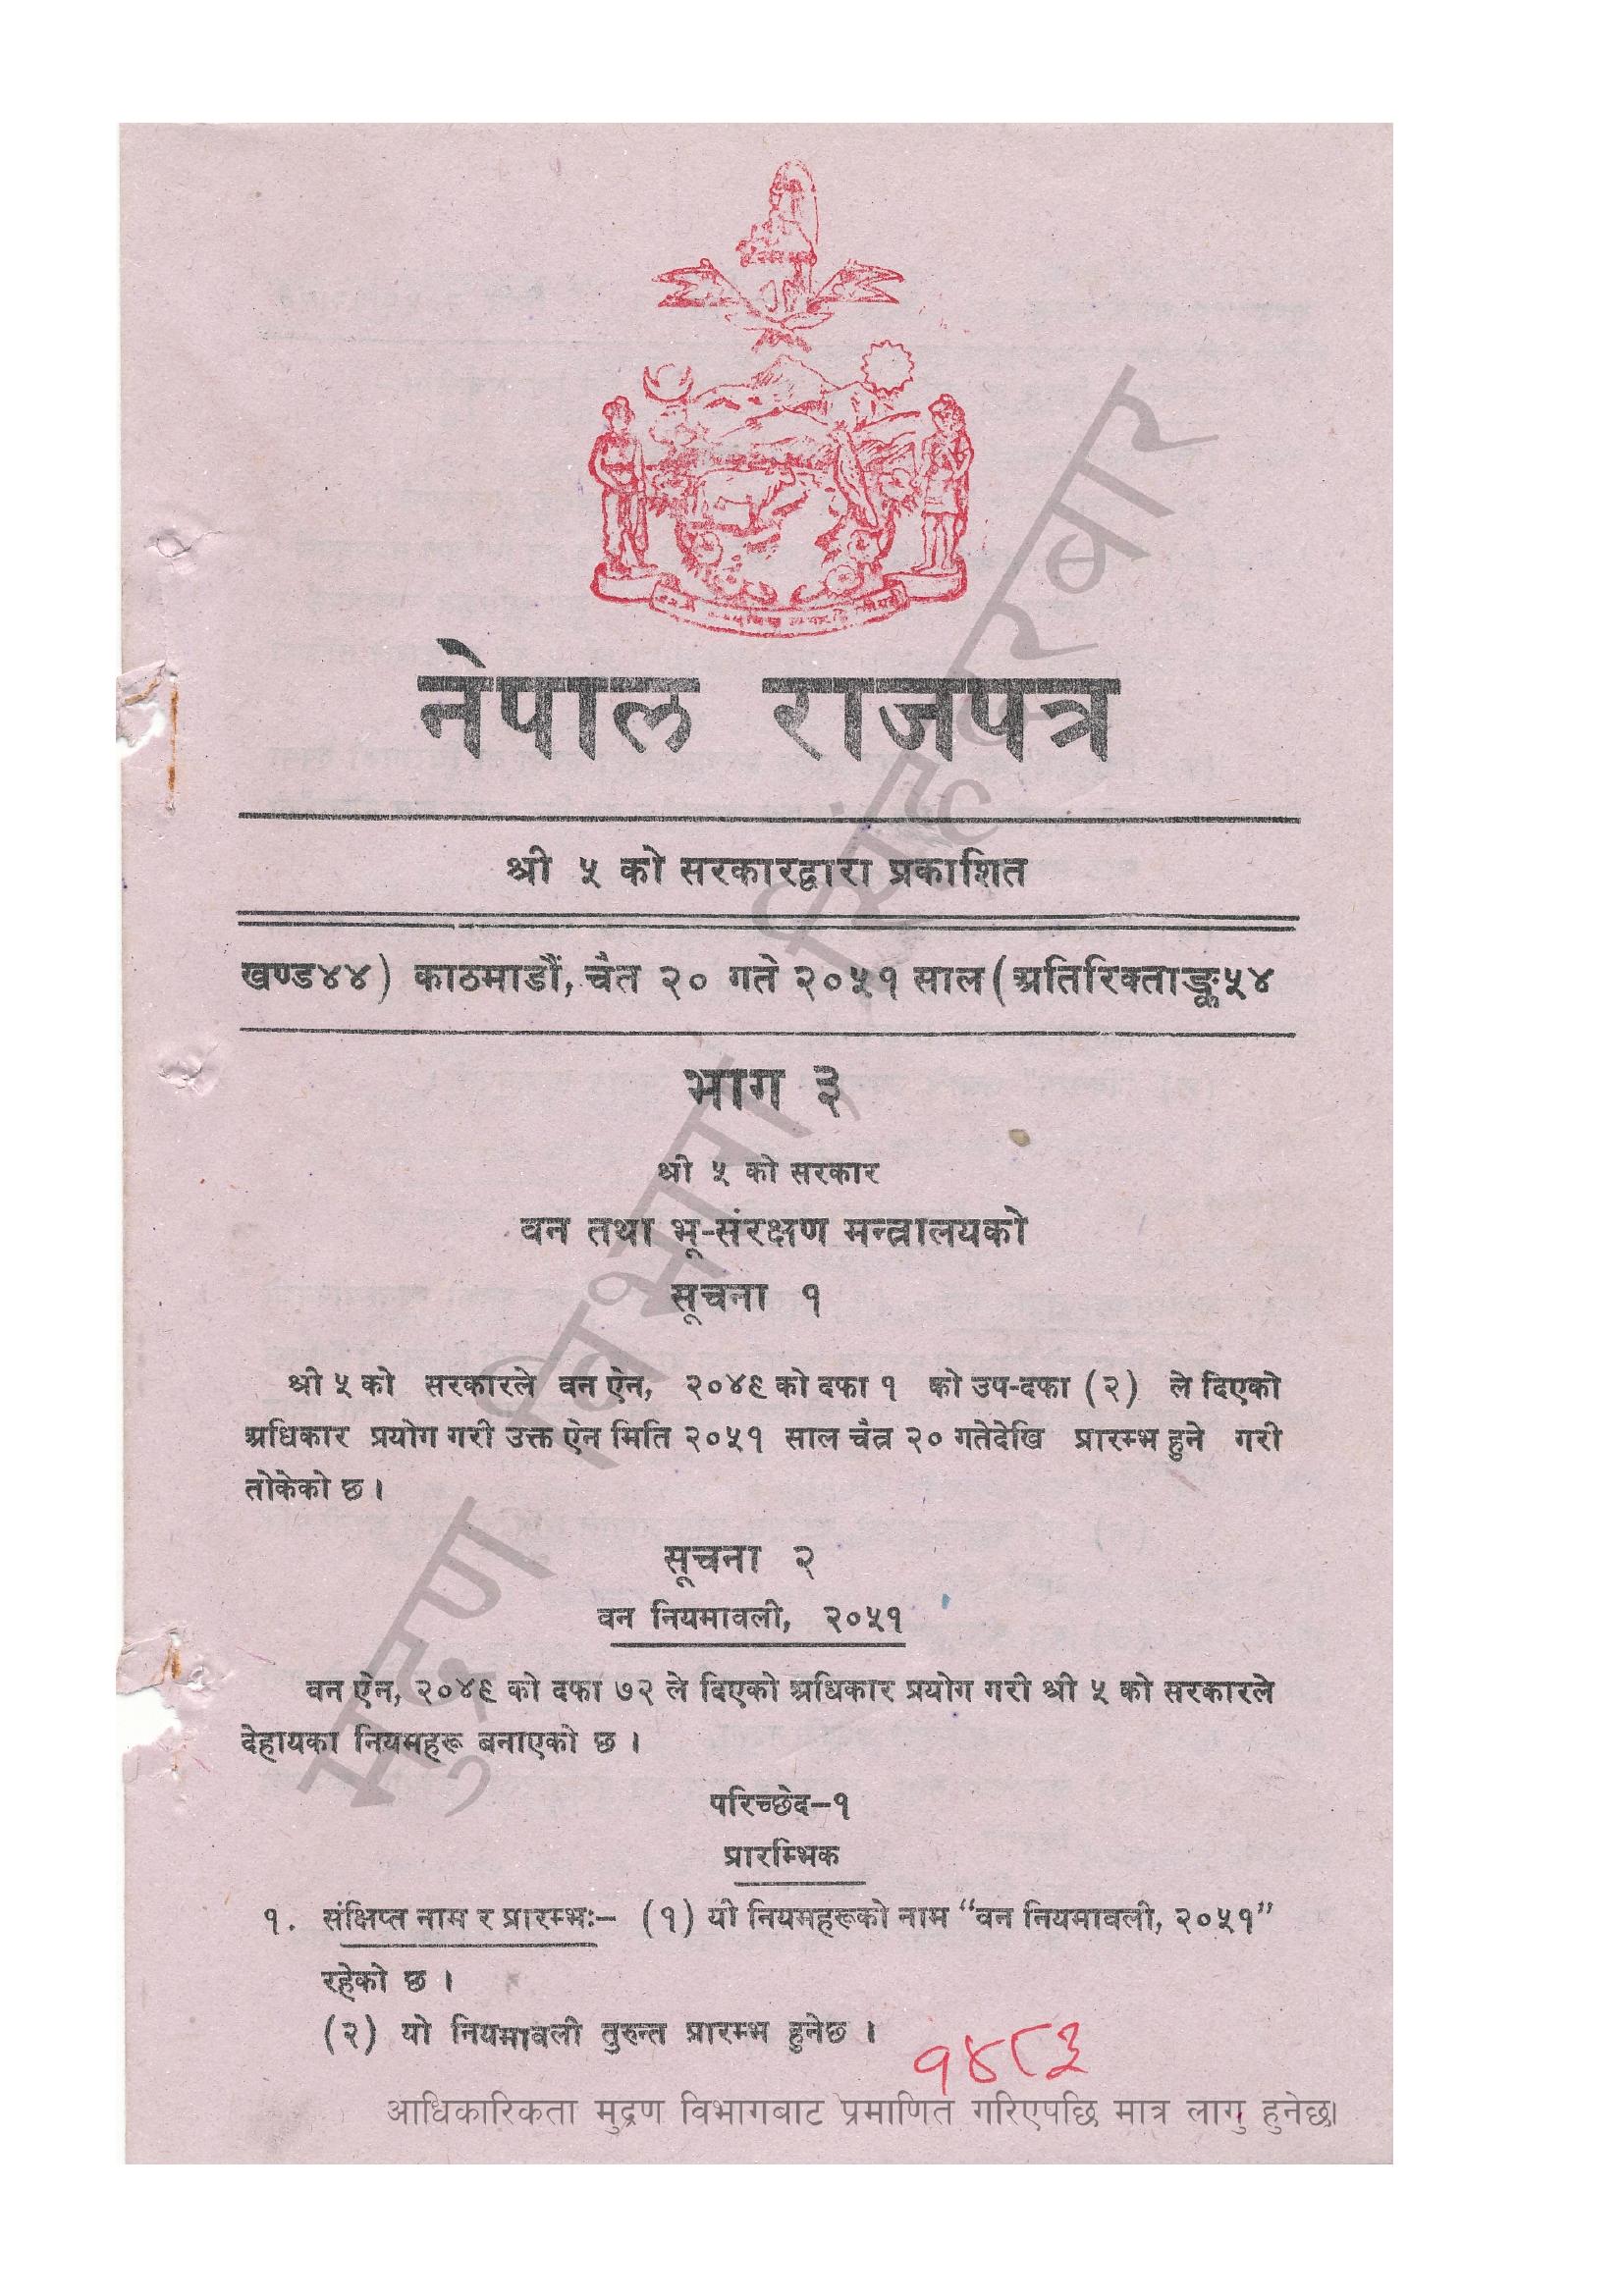 नेपाल राजपत्र
श्री ५ को सरकारद्वारा प्रकाशित
खण्ड४४) काठमाडौं, चैत २० गते २०५१ साल (अतिरिक्ताङ्क५४
भाग ३
श्री ५ को सरकार
वन तथा भू-संरक्षण मन्त्रालयको
सूचना १
श्री ५ को सरकारले वन ऐन, २०४९ को दफा १ को उप-दफा (२) ले दिएको
अधिकार प्रयोग गरी उक्त ऐन मिति २०५१ साल चैत्र २० गतेदेखि प्रारम्भ हुने गरी
तोकेको छ ।
सूचना २
वन नियमावली, २०५१
वन ऐन, २०४९ को दफा ७२ ले दिएको अधिकार प्रयोग गरी श्री ५ को सरकारले
देहायका नियमहरू बनाएको छ ।
परिच्छेद–१
प्रारम्भिक
१. संक्षिप्त नाम र प्रारम्भः– (१) यो नियमहरूको नाम “वन नियमावली, २०५१”
रहेको छ ।
(२) यो नियमावली तुरुन्त प्रारम्भ हुनेछ ।
१४८३
आधिकारिकता मुद्रण विभागबाट प्रमाणित गरिएपछि मात्र लागु हुनेछ।
मुद्रण विभाग, सिंहदरबार